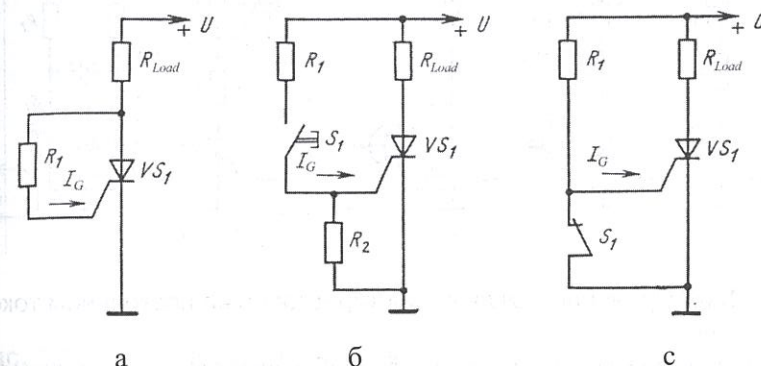 + U
R_Load
R_1
I_G
VS_1
+ U
R_1
R_Load
S_1
I_G
VS_1
R_2
+ U
R_1
R_Load
I_G
VS_1
S_1
а
б
с